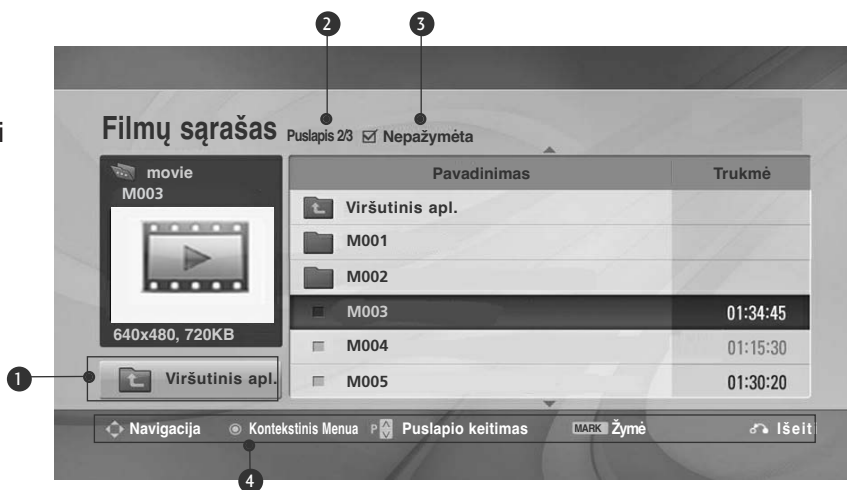 2 3
i
Filmų sąrašas Puslapis 2/3 Nepažymėta
movie
M003
640x480, 720KB
1
Viršutinis apl.
Pavadinimas Trukmė
Viršutinis apl.
M001
M002
M003 01:34:45
M004 01:15:30
M005 01:30:20
Navigacija Kontekstinis Menua P Puslapio keitimas MARK Žymė Išeiti
4